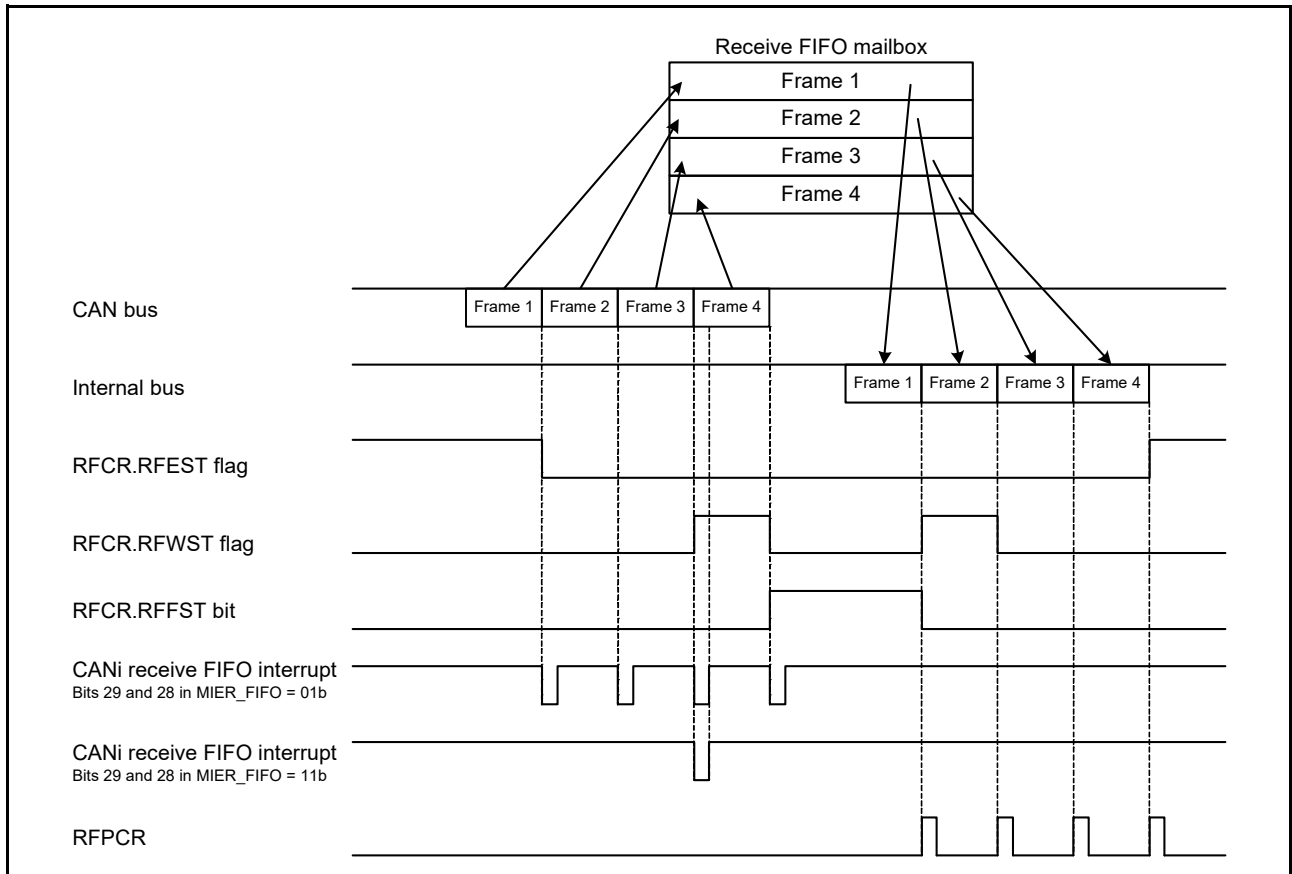 Receive FIFO mailbox
Frame 1
Frame 2
Frame 3
Frame 4
CAN bus
Frame 1 Frame 2 Frame 3 Frame 4
Internal bus
Frame 1 Frame 2 Frame 3 Frame 4
RFCR.RFEST flag
RFCR.RFWST flag
RFCR.RFFST bit
CANi receive FIFO interrupt
Bits 29 and 28 in MIER_FIFO = 01b
CANi receive FIFO interrupt
Bits 29 and 28 in MIER_FIFO = 11b
RFPCR